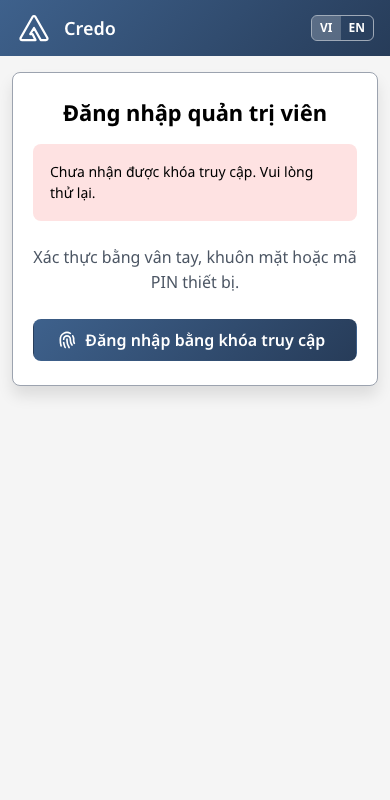 Credo
VI EN
Đăng nhập quản trị viên
Chưa nhận được khóa truy cập. Vui lòng
thử lại.
Xác thực bằng vân tay, khuôn mặt hoặc mã
PIN thiết bị.
Đăng nhập bằng khóa truy cập